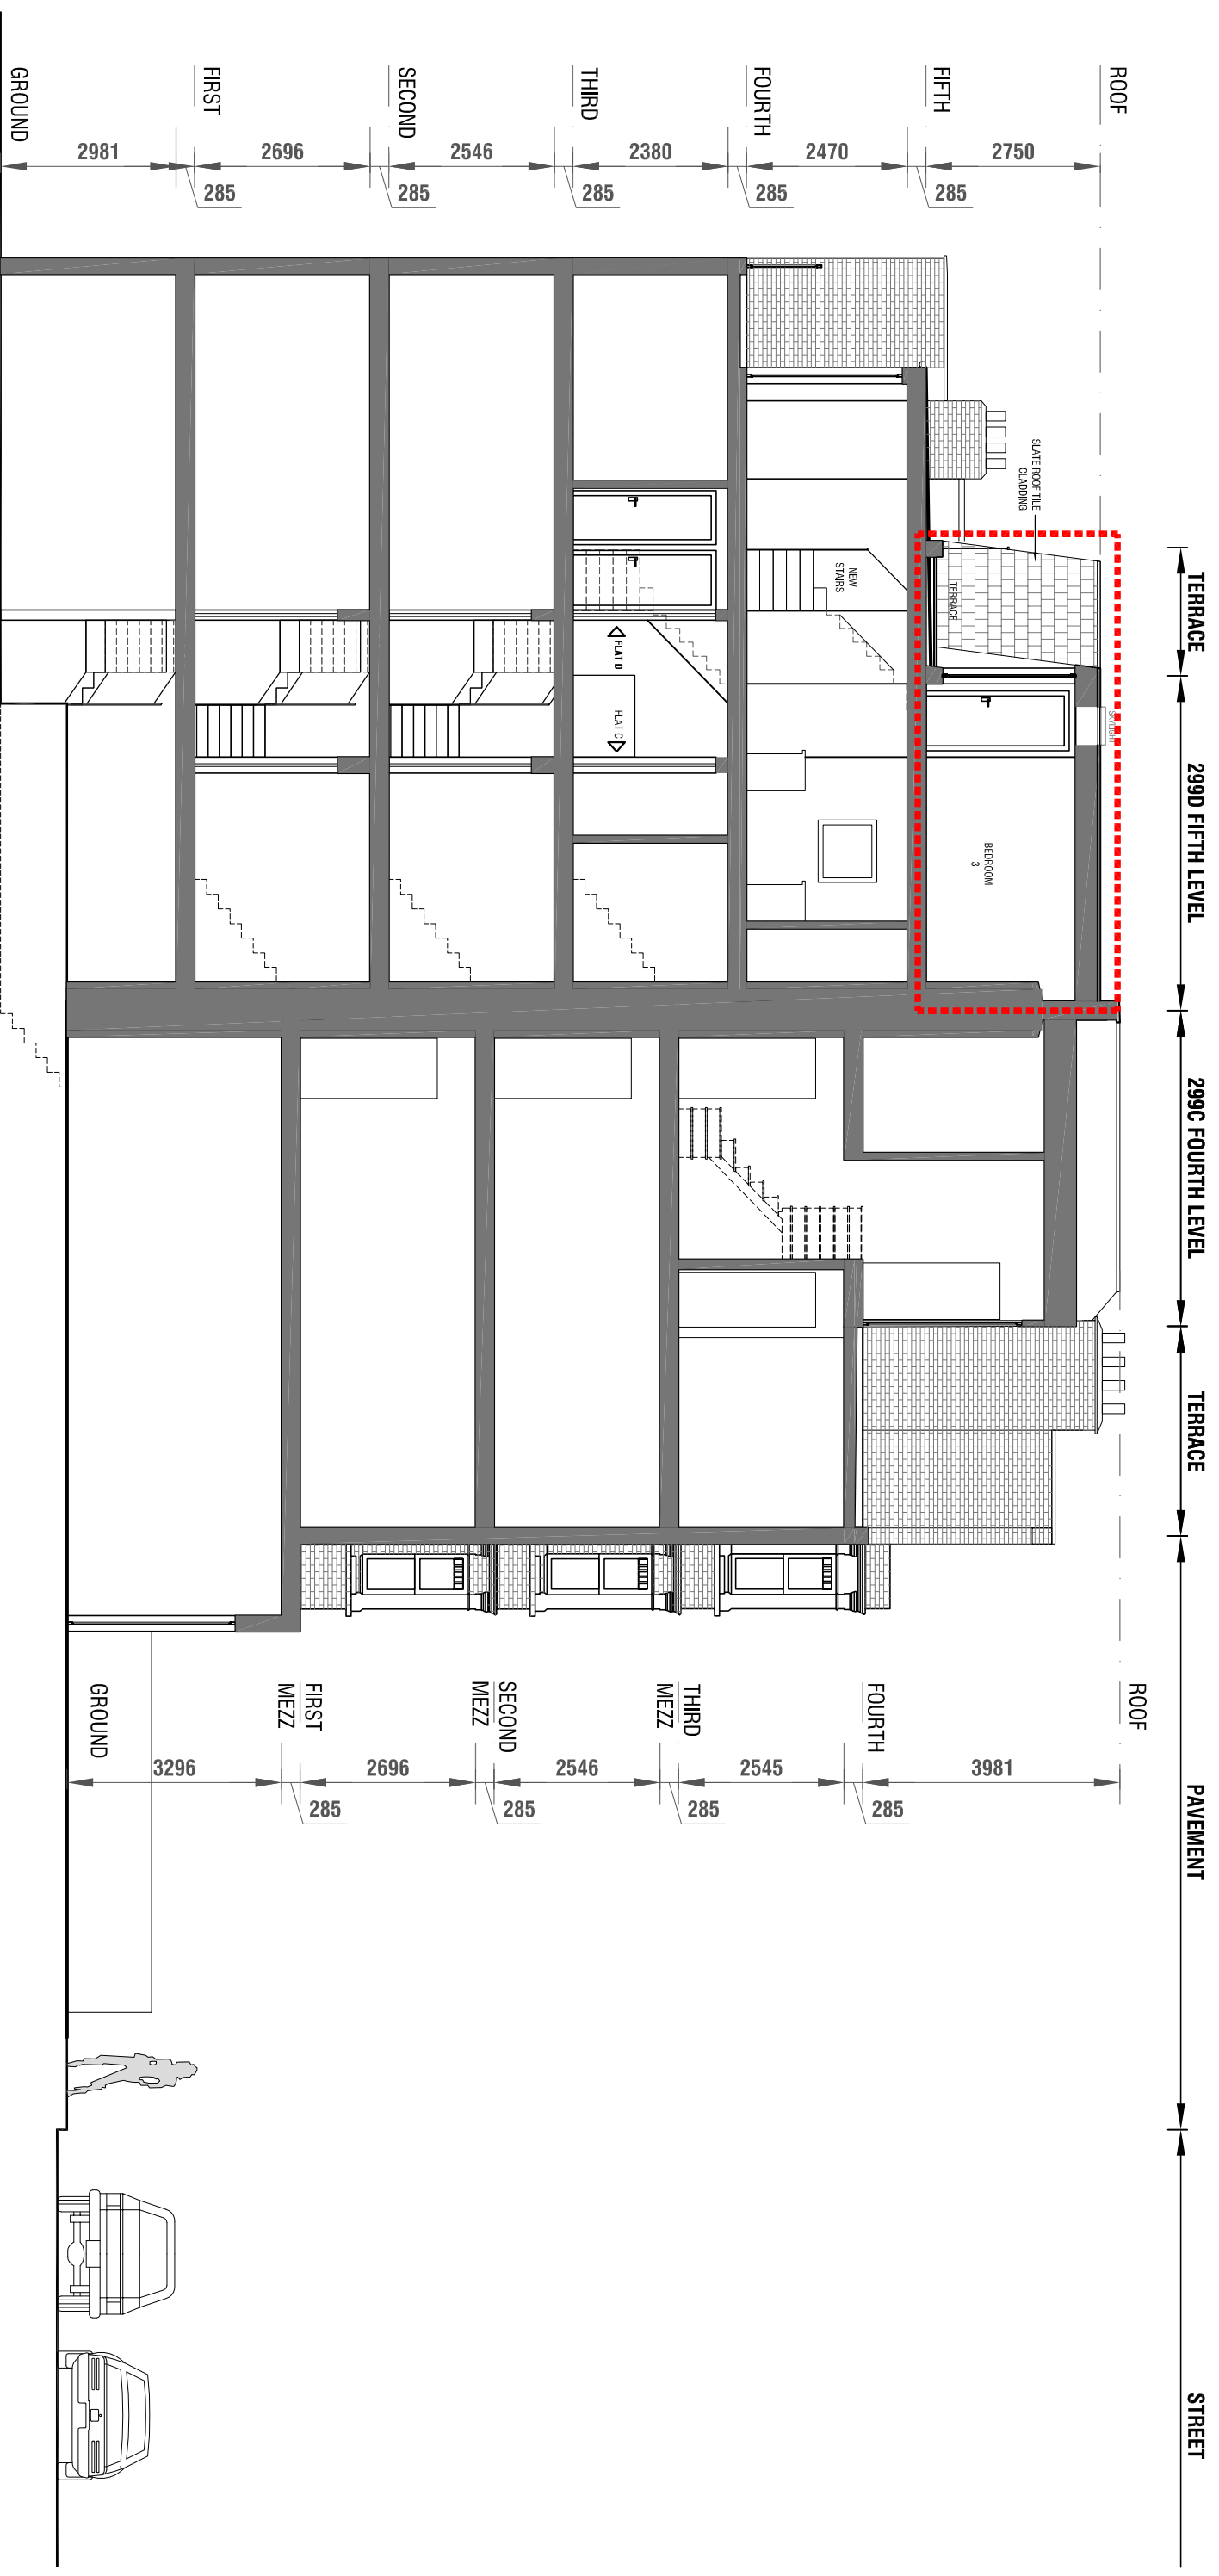 TERRACE
299D FIFTH LEVEL
299C FOURTH LEVEL
TERRACE
PAVEMENT
STREET
ROOF
2750
FIFTH
285
2470
FOURTH
285
2380
THIRD
285
2546
SECOND
285
2696
FIRST
285
2981
GROUND
SLATE ROOF TILE
CLADDING
TERRACE
SKYLIGHT
BEDROOM
3
NEW
STAIRS
FLAT D
FLAT C
ROOF
3981
FOURTH
285
2545
THIRD
MEZZ
285
2546
SECOND
MEZZ
285
2696
FIRST
MEZZ
285
3296
GROUND